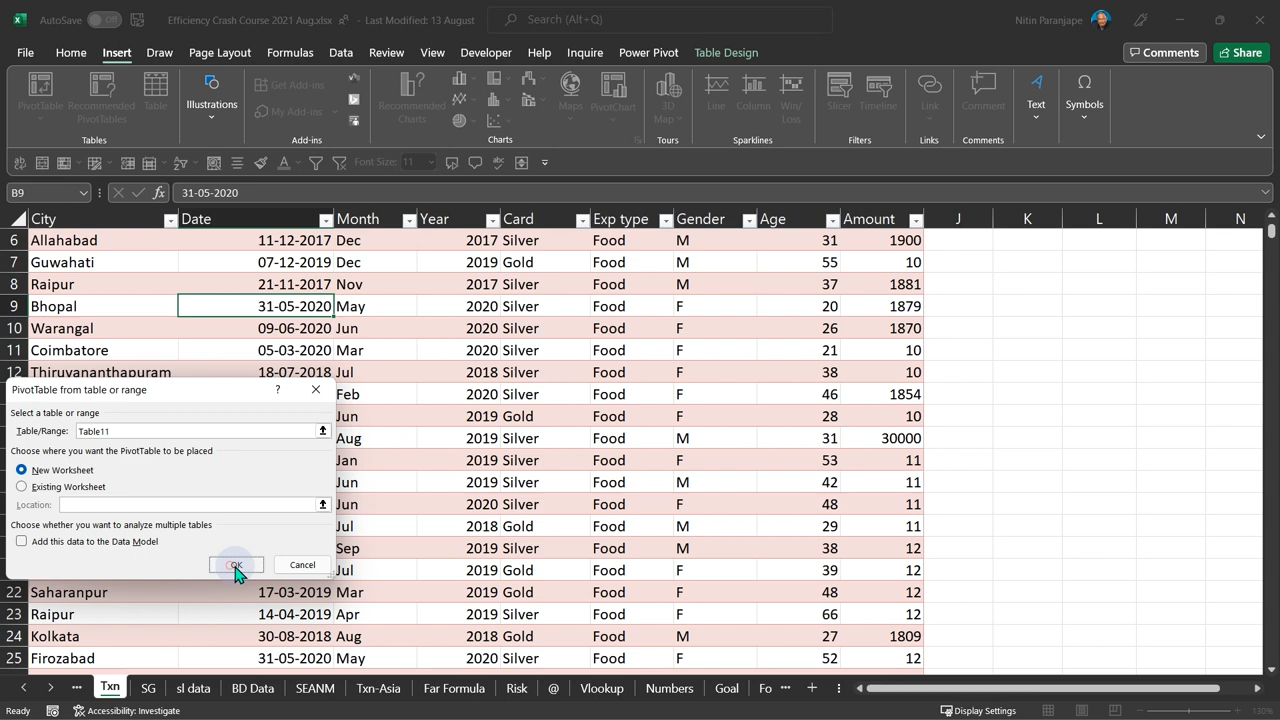 AutoSave Off Efficiency Crash Course 2021 Aug.xlsx - Last Modified: 13 August Search (Alt+Q) Nitin Paranjape
File Home Insert Draw Page Layout Formulas Data Review View Developer Help Inquire Power Pivot Table Design Comments Share
PivotTable Recommended PivotTables Table Illustrations Get Add-ins My Add-ins Recommended Charts Maps PivotChart 3D Map Line Column Win/Loss Slicer Timeline Link Comment Text Symbols
Tables Add-ins Charts Tours Sparklines Filters Links Comments
Font Size: 11
B9 fx 31-05-2020
City Date Month Year Card Exp type Gender Age Amount J K L M N
6 Allahabad 11-12-2017 Dec 2017 Silver Food M 31 1900
7 Guwahati 07-12-2019 Dec 2019 Gold Food M 55 10
8 Raipur 21-11-2017 Nov 2017 Silver Food M 37 1881
9 Bhopal 31-05-2020 May 2020 Silver Food F 20 1879
10 Warangal 09-06-2020 Jun 2020 Silver Food F 26 1870
11 Coimbatore 05-03-2020 Mar 2020 Silver Food F 21 10
12 Thiruvananthapuram 18-07-2018 Jul 2018 Silver Food F 38 10
Feb 2020 Silver Food F 46 1854
Jun 2019 Gold Food F 28 10
Aug 2019 Silver Food M 31 30000
Jan 2019 Silver Food F 53 11
Jun 2019 Silver Food M 42 11
Jun 2020 Silver Food F 48 11
Jul 2018 Gold Food M 29 11
Sep 2019 Silver Food M 38 12
Jul 2019 Silver Food F 39 12
PivotTable from table or range ?
Select a table or range
Table/Range: Table11
Choose where you want the PivotTable to be placed
New Worksheet
Existing Worksheet
Location:
Choose whether you want to analyze multiple tables
Add this data to the Data Model
OK Cancel
22 Saharanpur 17-03-2019 Mar 2019 Gold Food F 48 12
23 Raipur 14-04-2019 Apr 2019 Silver Food F 66 12
24 Kolkata 30-08-2018 Aug 2018 Gold Food M 27 1809
25 Firozabad 31-05-2020 May 2020 Silver Food F 52 12
Txn SG sl data BD Data SEANM Txn-Asia Far Formula Risk @ Vlookup Numbers Goal Fo
Ready Accessibility: Investigate Display Settings 130%